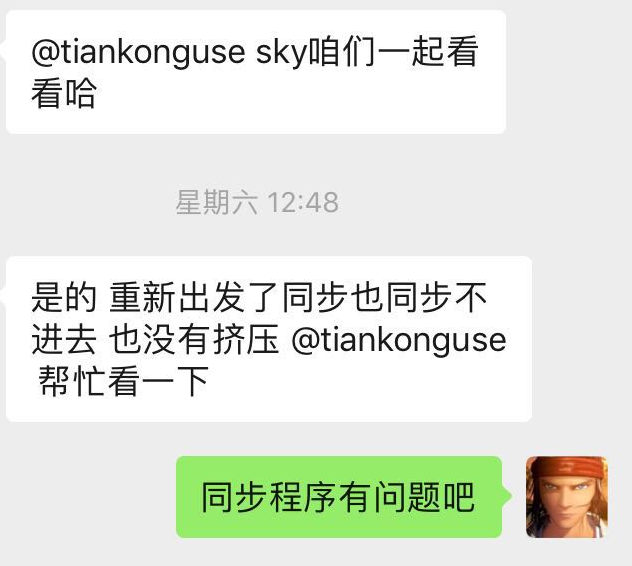 @tiankonguse sky咱们一起看
看哈
星期六 12:48
是的 重新出发了同步也同步不
进去 也没有挤压 @tiankonguse
帮忙看一下
同步程序有问题吧